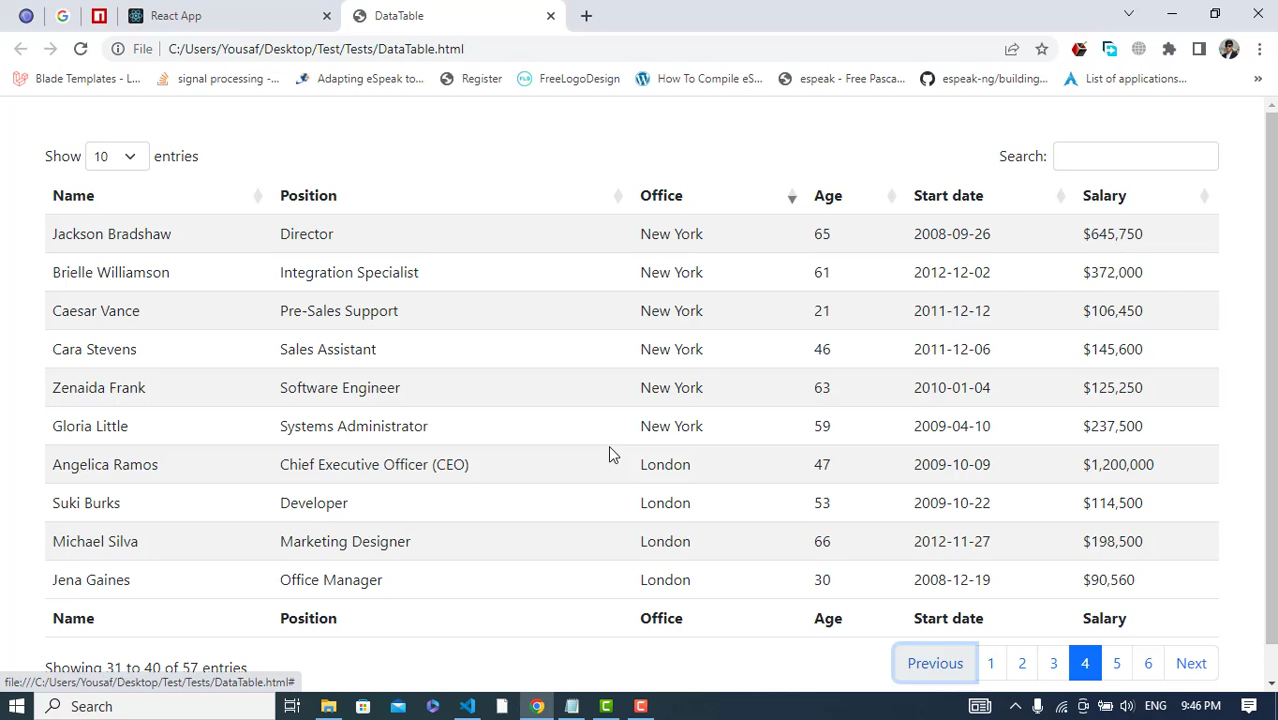 React App
DataTable
File
C:/Users/Yousaf/Desktop/Test/Tests/DataTable.html
Blade Templates - L...
signal processing -...
Adapting eSpeak to...
Register
FreeLogoDesign
How To Compile eS...
espeak - Free Pasca...
espeak-ng/building...
List of applications...
Show 10 entries
Search:
Name Position Office Age Start date Salary
Jackson Bradshaw Director New York 65 2008-09-26 $645,750
Brielle Williamson Integration Specialist New York 61 2012-12-02 $372,000
Caesar Vance Pre-Sales Support New York 21 2011-12-12 $106,450
Cara Stevens Sales Assistant New York 46 2011-12-06 $145,600
Zenaida Frank Software Engineer New York 63 2010-01-04 $125,250
Gloria Little Systems Administrator New York 59 2009-04-10 $237,500
Angelica Ramos Chief Executive Officer (CEO) London 47 2009-10-09 $1,200,000
Suki Burks Developer London 53 2009-10-22 $114,500
Michael Silva Marketing Designer London 66 2012-11-27 $198,500
Jena Gaines Office Manager London 30 2008-12-19 $90,560
Name Position Office Age Start date Salary
Showing 31 to 40 of 57 entries
Previous 1 2 3 4 5 6 Next
file:///C:/Users/Yousaf/Desktop/Test/Tests/DataTable.html#
Search
ENG 9:46 PM